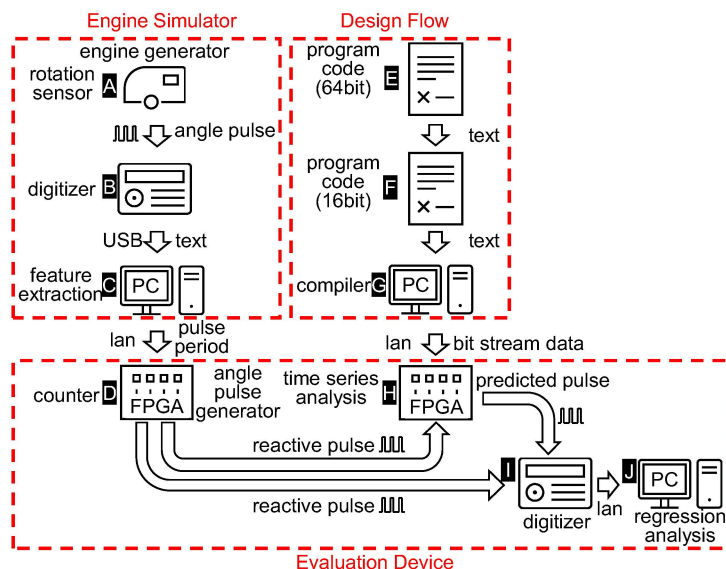 Engine Simulator
engine generator
rotation
sensor
A
angle pulse
digitizer
B
USB
text
feature
extraction
C
PC
lan
pulse
period
Design Flow
program
code
(64bit)
E
text
program
code
(16bit)
F
text
compiler
G
PC
lan
bit stream data
counter
D
FPGA
angle
pulse
generator
time series
analysis
H
FPGA
predicted pulse
reactive pulse
reactive pulse
I
digitizer
lan
J
PC
regression
analysis
Evaluation Device